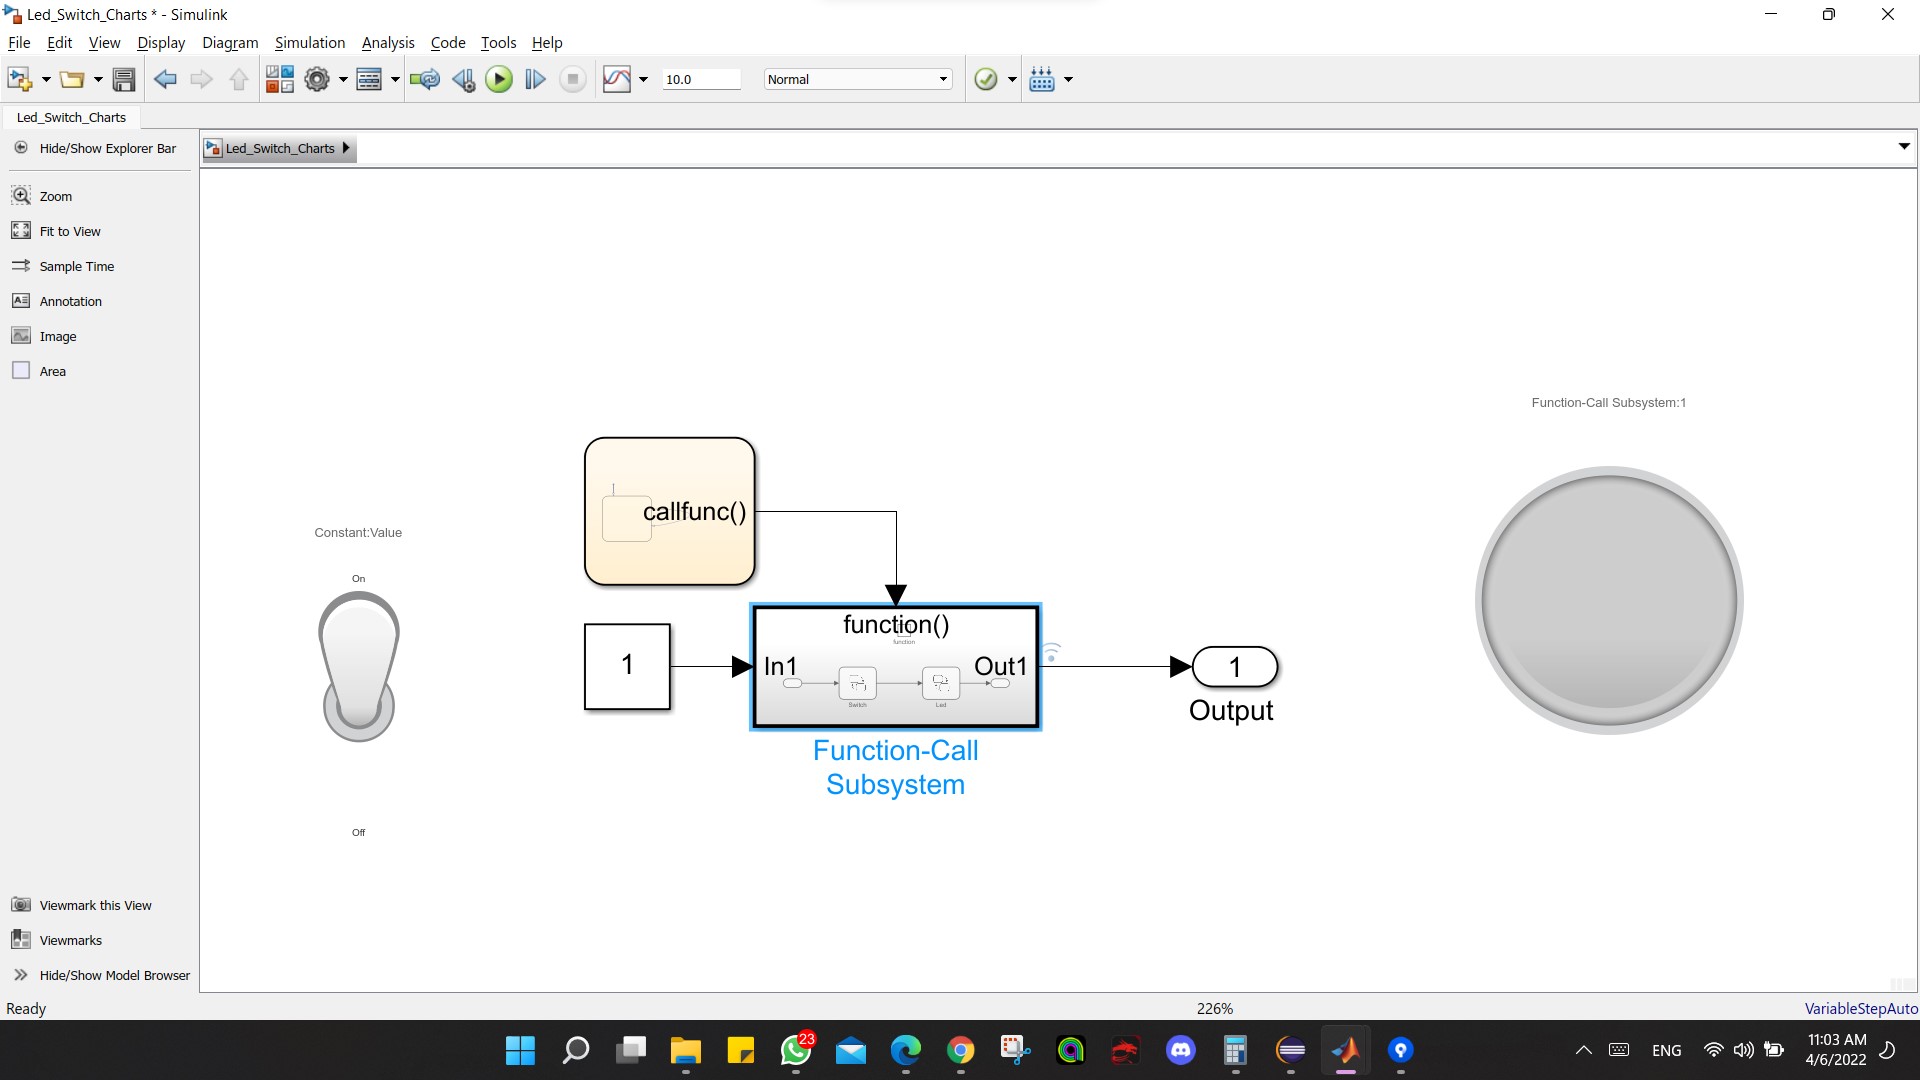 Led_Switch_Charts * - Simulink
File Edit View Display Diagram Simulation Analysis Code Tools Help
10.0 Normal
Led_Switch_Charts
Hide/Show Explorer Bar
Led_Switch_Charts
Zoom
Fit to View
Sample Time
Annotation
Image
Area
Constant:Value
On
Off
callfunc()
1
function()
function
In1
Out1
Switch
Led
Function-Call
Subsystem
1
Output
Function-Call Subsystem:1
Viewmark this View
Viewmarks
Hide/Show Model Browser
Ready
226%
VariableStepAuto
23
ENG
11:03 AM
4/6/2022